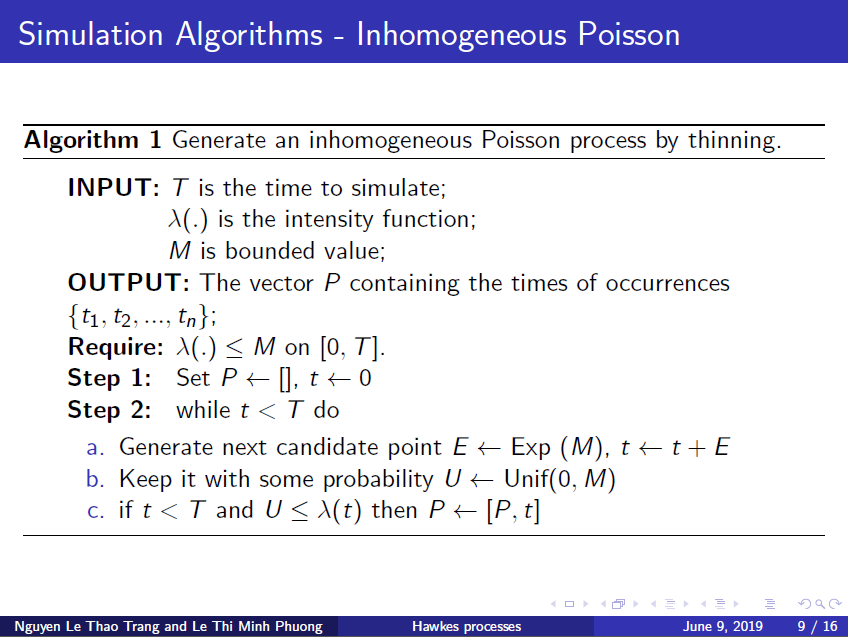 Simulation Algorithms - Inhomogeneous Poisson
Algorithm 1 Generate an inhomogeneous Poisson process by thinning.
INPUT: T is the time to simulate;
λ(.) is the intensity function;
M is bounded value;
OUTPUT: The vector P containing the times of occurrences
{t₁, t₂, ..., tₙ};
Require: λ(.) ≤ M on [0, T].
Step 1: Set P ← [], t ← 0
Step 2: while t < T do
a. Generate next candidate point E ← Exp (M), t ← t + E
b. Keep it with some probability U ← Unif(0, M)
c. if t < T and U ≤ λ(t) then P ← [P, t]
Nguyen Le Thao Trang and Le Thi Minh Phuong Hawkes processes June 9, 2019 9 / 16